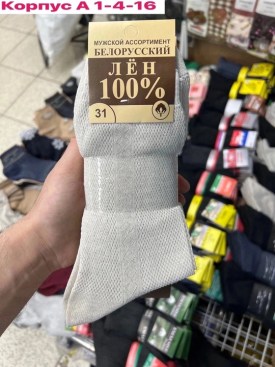 Корпус А 1-4-16
МУЖСКОЙ АССОРТИМЕНТ
БЕЛОРУССКИЙ
ЛЁН
100%
31